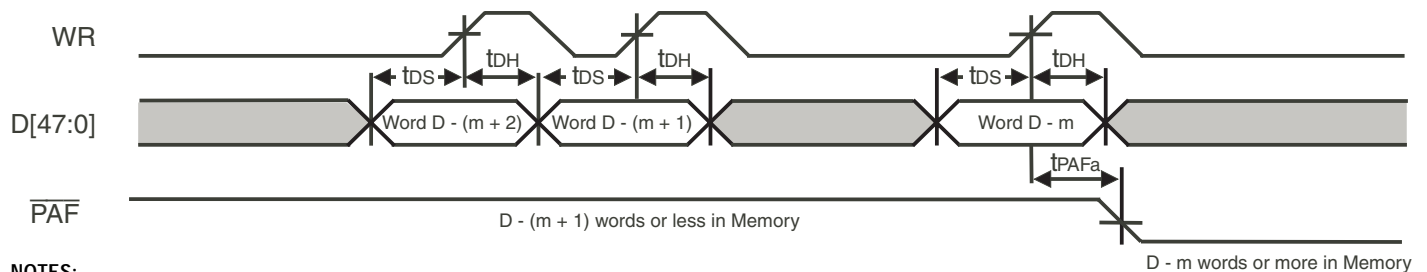 WR
tDS tDH tDS tDH tDS tDH
D[47:0] Word D - (m + 2) Word D - (m + 1) Word D - m
tPAFa
PAF
D - (m + 1) words or less in Memory
D - m words or more in Memory
NOTES: